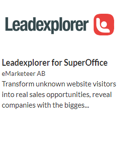 Leadexplorer
Leadexplorer for SuperOffice
eMarketeer AB
Transform unknown website visitors
into real sales opportunities, reveal
companies with the bigges...